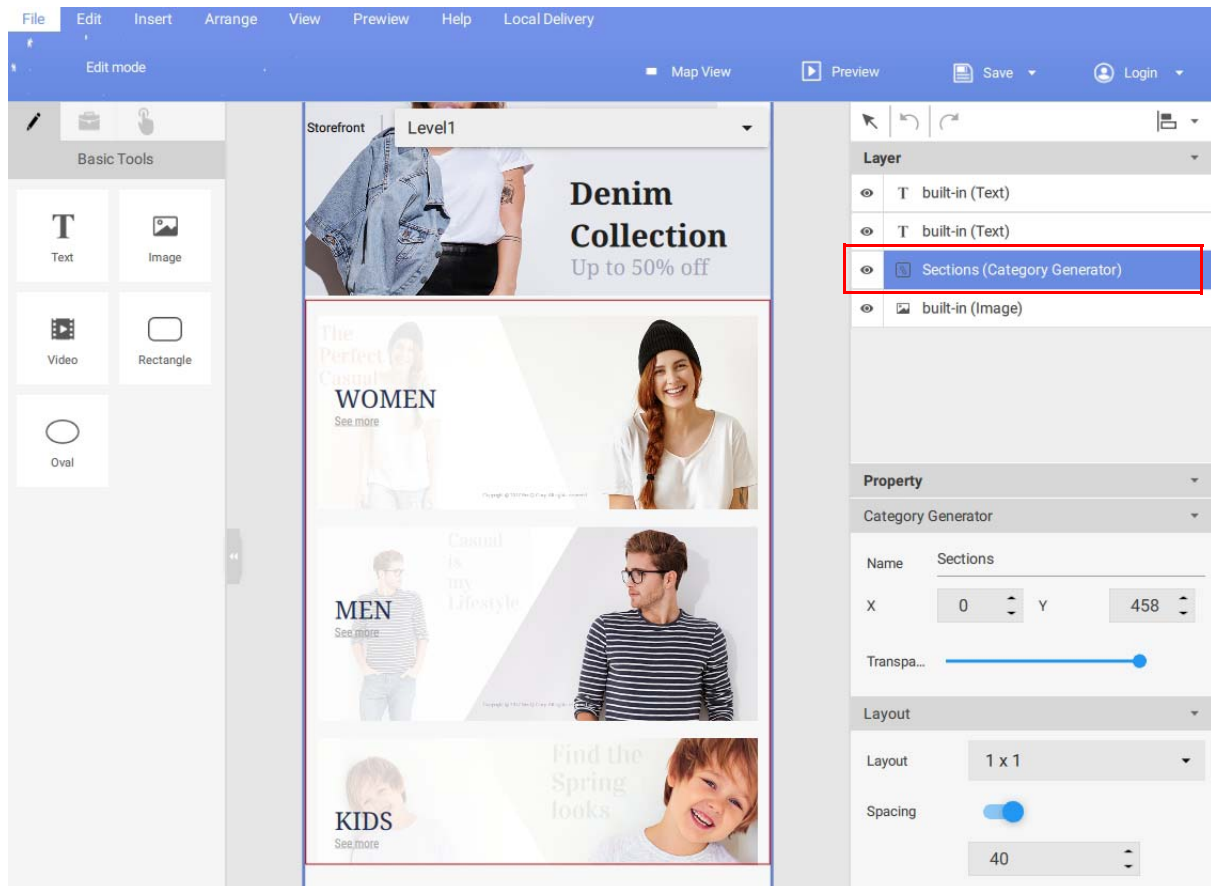 File Edit Insert Arrange View Prewiew Help Local Delivery
Edit mode
Map View Preview Save Login
Basic Tools
Text Image
Video Rectangle
Oval
Storefront Level1
Denim
Collection
Up to 50% off
The
Perfect
Casual
WOMEN
See more
Casual
is
my
Lifestyle
MEN
See more
Find the
Spring
looks
KIDS
See more
Layer
T built-in (Text)
T built-in (Text)
Sections (Category Generator)
built-in (Image)
Property
Category Generator
Name Sections
X 0 Y 458
Transpa...
Layout
Layout 1 x 1
Spacing
40